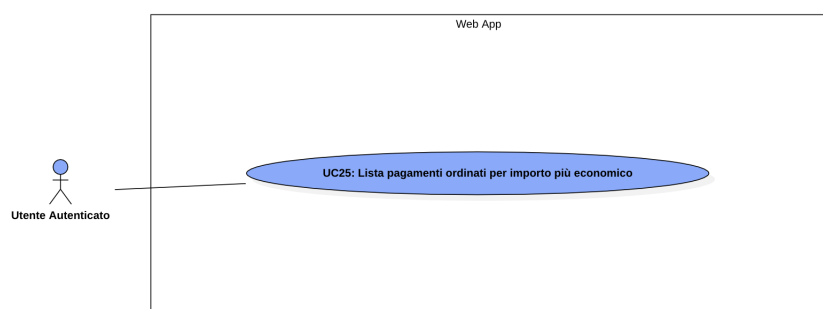 Web App
UC25: Lista pagamenti ordinati per importo più economico
Utente Autenticato